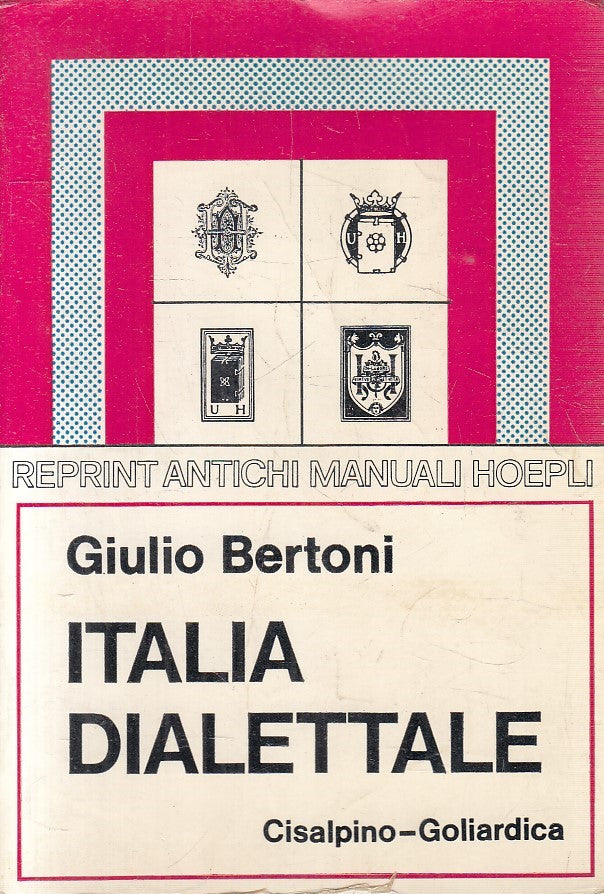 U H
U H
REPRINT ANTICHI MANUALI HOEPLI
Giulio Bertoni
ITALIA
DIALETTALE
Cisalpino-Goliardica